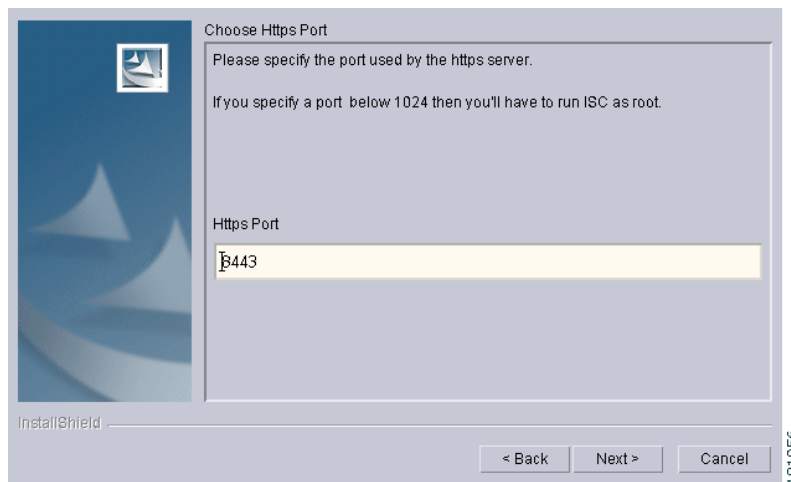 Choose Https Port
Please specify the port used by the https server.
If you specify a port below 1024 then you'll have to run ISC as root.
Https Port
8443
InstallShield
< Back
Next >
Cancel